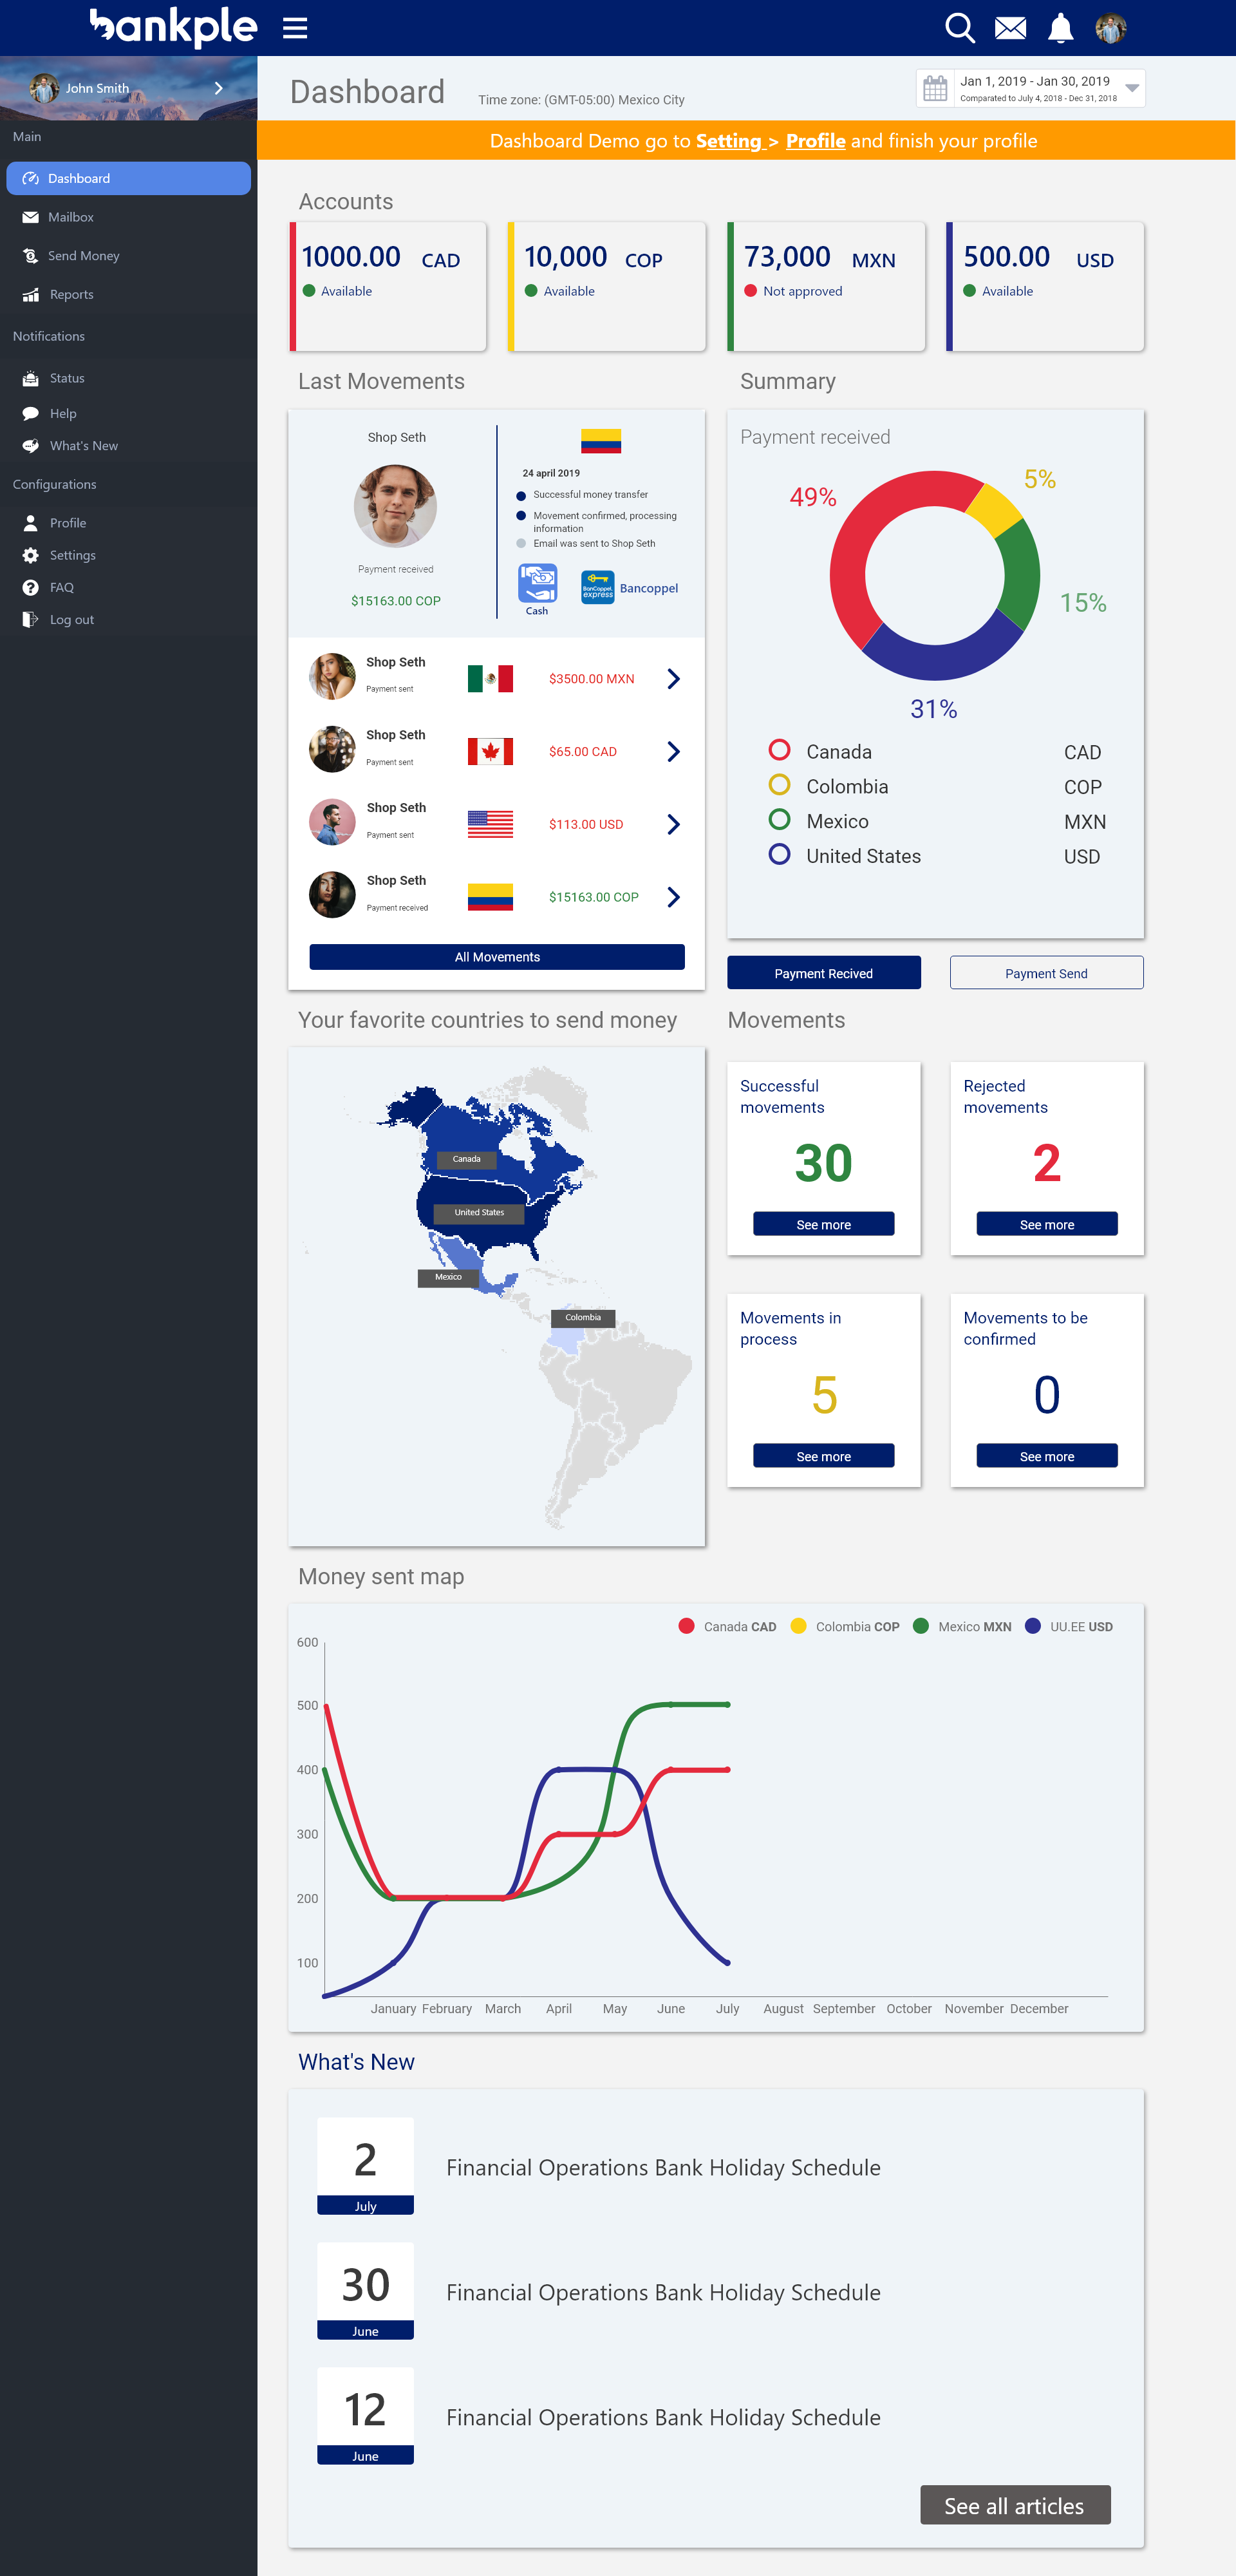 bankple
John Smith
Main
Dashboard
Mailbox
Send Money
Reports
Notifications
Status
Help
What's New
Configurations
Profile
Settings
FAQ
Log out
Dashboard
Time zone: (GMT-05:00) Mexico City
Jan 1, 2019 - Jan 30, 2019
Comparated to July 4, 2018 - Dec 31, 2018
Dashboard Demo go to Setting > Profile and finish your profile
Accounts
1000.00 CAD
Available
10,000 COP
Available
73,000 MXN
Not approved
500.00 USD
Available
Last Movements
Shop Seth
Payment received
$15163.00 COP
24 april 2019
Successful money transfer
Movement confirmed, processing
information
Email was sent to Shop Seth
Cash
BanCoppel
express
Bancoppel
Shop Seth
Payment sent
$3500.00 MXN
Shop Seth
Payment sent
$65.00 CAD
Shop Seth
Payment sent
$113.00 USD
Shop Seth
Payment received
$15163.00 COP
All Movements
Summary
Payment received
49%
5%
15%
31%
Canada CAD
Colombia COP
Mexico MXN
United States USD
Payment Recived
Payment Send
Your favorite countries to send money
Canada
United States
Mexico
Colombia
Movements
Successful
movements
30
See more
Rejected
movements
2
See more
Movements in
process
5
See more
Movements to be
confirmed
0
See more
Money sent map
Canada CAD
Colombia COP
Mexico MXN
UU.EE USD
600
500
400
300
200
100
January February March April May June July August September October November December
What's New
2
July
Financial Operations Bank Holiday Schedule
30
June
Financial Operations Bank Holiday Schedule
12
June
Financial Operations Bank Holiday Schedule
See all articles